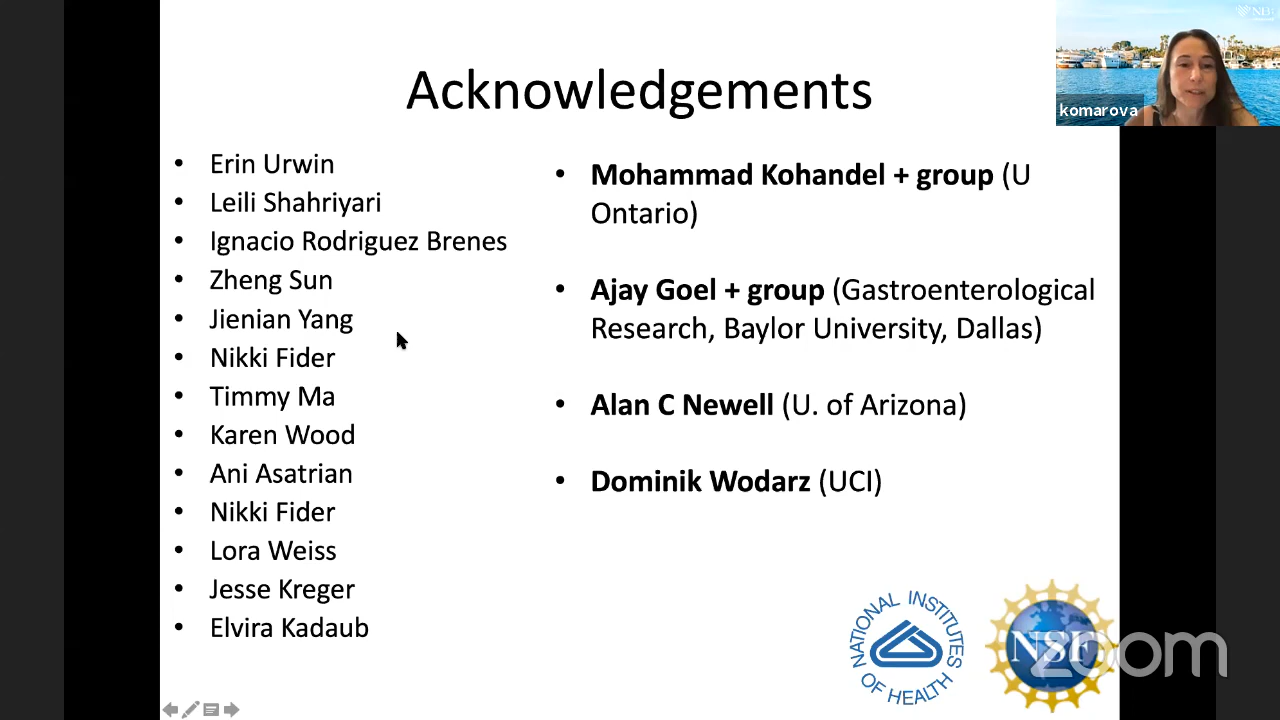 Acknowledgements
komarova
Erin Urwin
Leili Shahriyari
Ignacio Rodriguez Brenes
Zheng Sun
Jienian Yang
Nikki Fider
Timmy Ma
Karen Wood
Ani Asatrian
Nikki Fider
Lora Weiss
Jesse Kreger
Elvira Kadaub
Mohammad Kohandel + group (U
Ontario)
Ajay Goel + group (Gastroenterological
Research, Baylor University, Dallas)
Alan C Newell (U. of Arizona)
Dominik Wodarz (UCI)
NATIONAL INSTITUTES
OF HEALTH
NSF
zoom